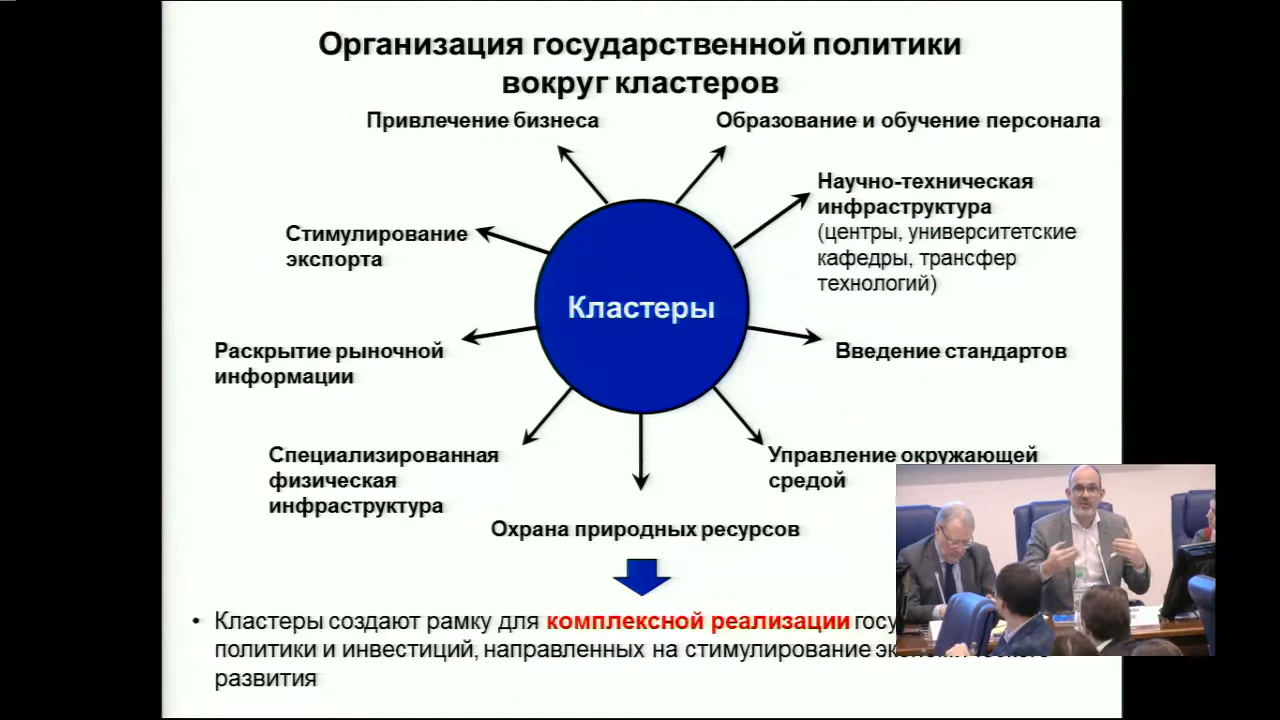 Организация государственной политики
вокруг кластеров
Привлечение бизнеса
Образование и обучение персонала
Научно-техническая
инфраструктура
(центры, университетские
кафедры, трансфер
технологий)
Стимулирование
экспорта
Кластеры
Раскрытие рыночной
информации
Введение стандартов
Специализированная
физическая
инфраструктура
Управление окружающей
средой
Охрана природных ресурсов
• Кластеры создают рамку для комплексной реализации
политики и инвестиций, направленных на стимулирование
развития